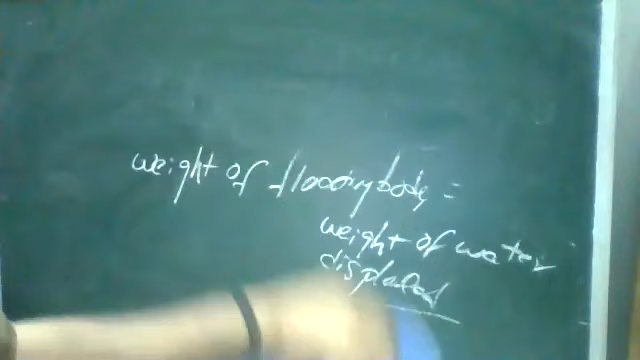 weight of floating body =
weight of water
displaced